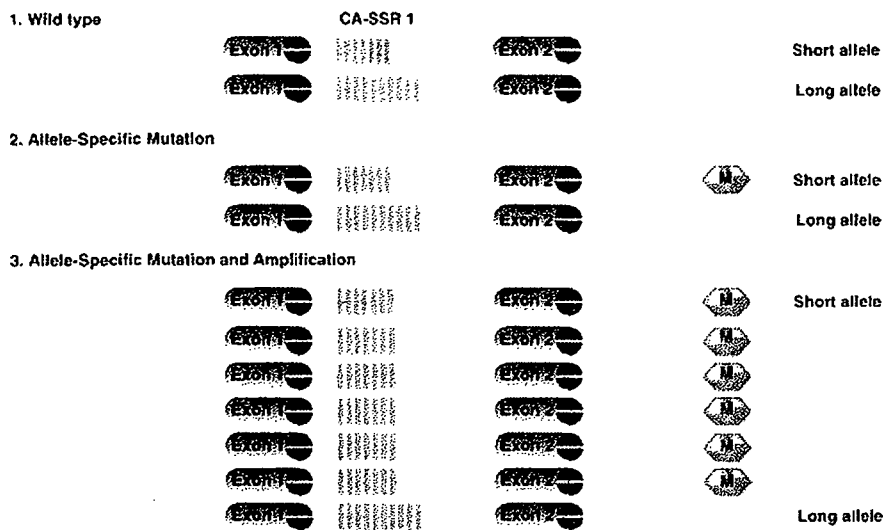 1. Wild type CA-SSR 1
Exon 1 Exon 2 Short allele
Exon 1 Exon 2 Long allele
2. Allele-Specific Mutation
Exon 1 Exon 2 M Short allele
Exon 1 Exon 2 Long allele
3. Allele-Specific Mutation and Amplification
Exon 1 Exon 2 M Short allele
Exon 1 Exon 2 M
Exon 1 Exon 2 M
Exon 1 Exon 2 M
Exon 1 Exon 2 M
Exon 1 Exon 2 M
Exon 1 Exon 2 Long allele